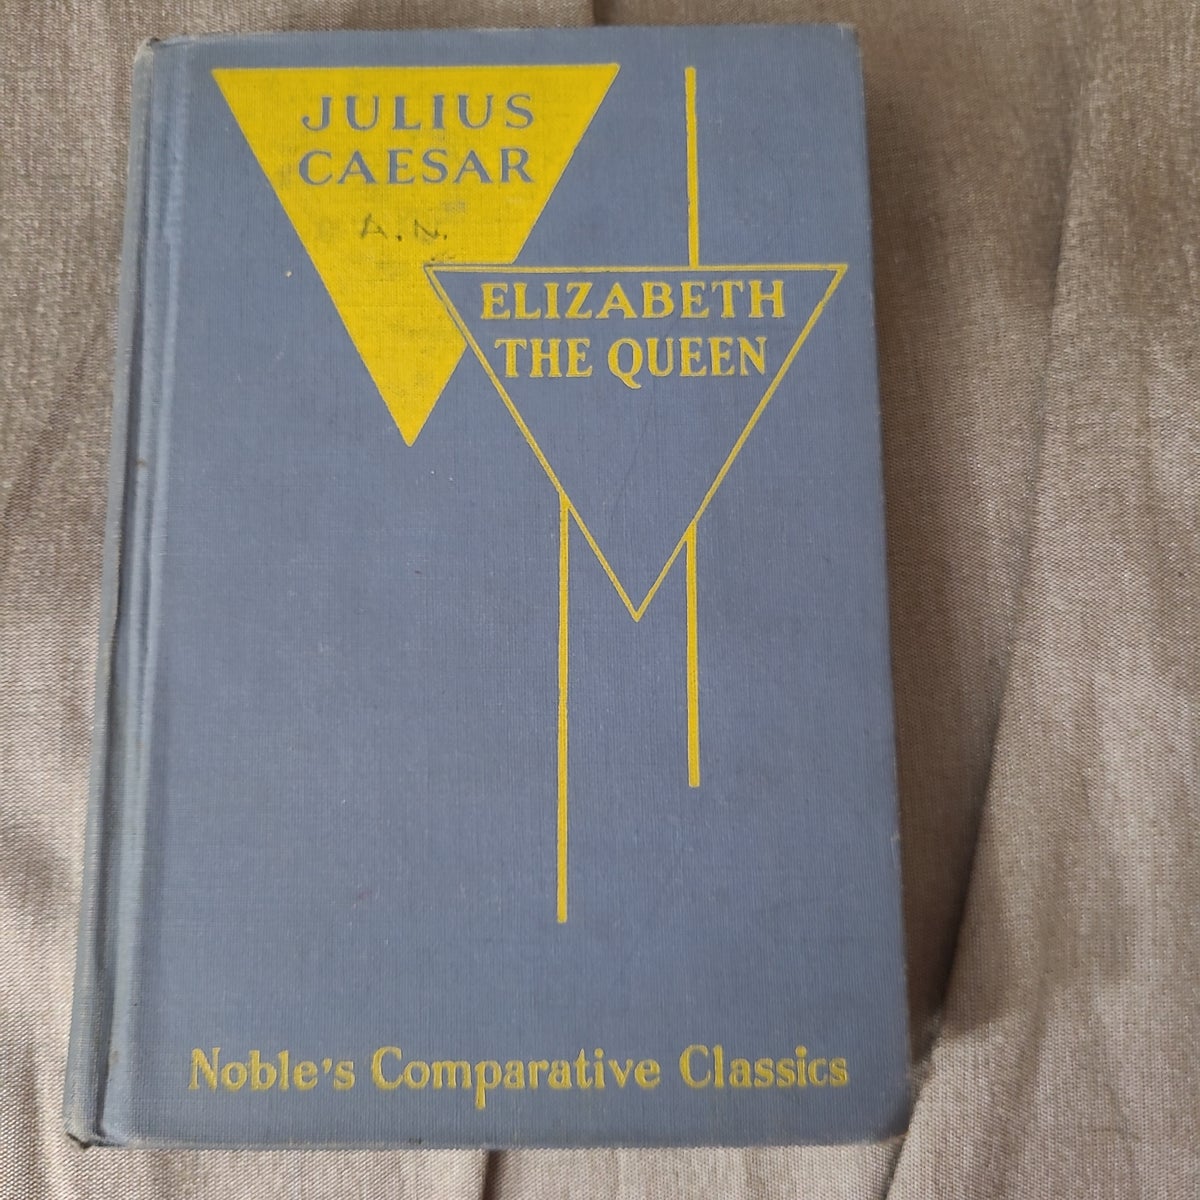 JULIUS
CAESAR
A.N.
ELIZABETH
THE QUEEN
Noble's Comparative Classics